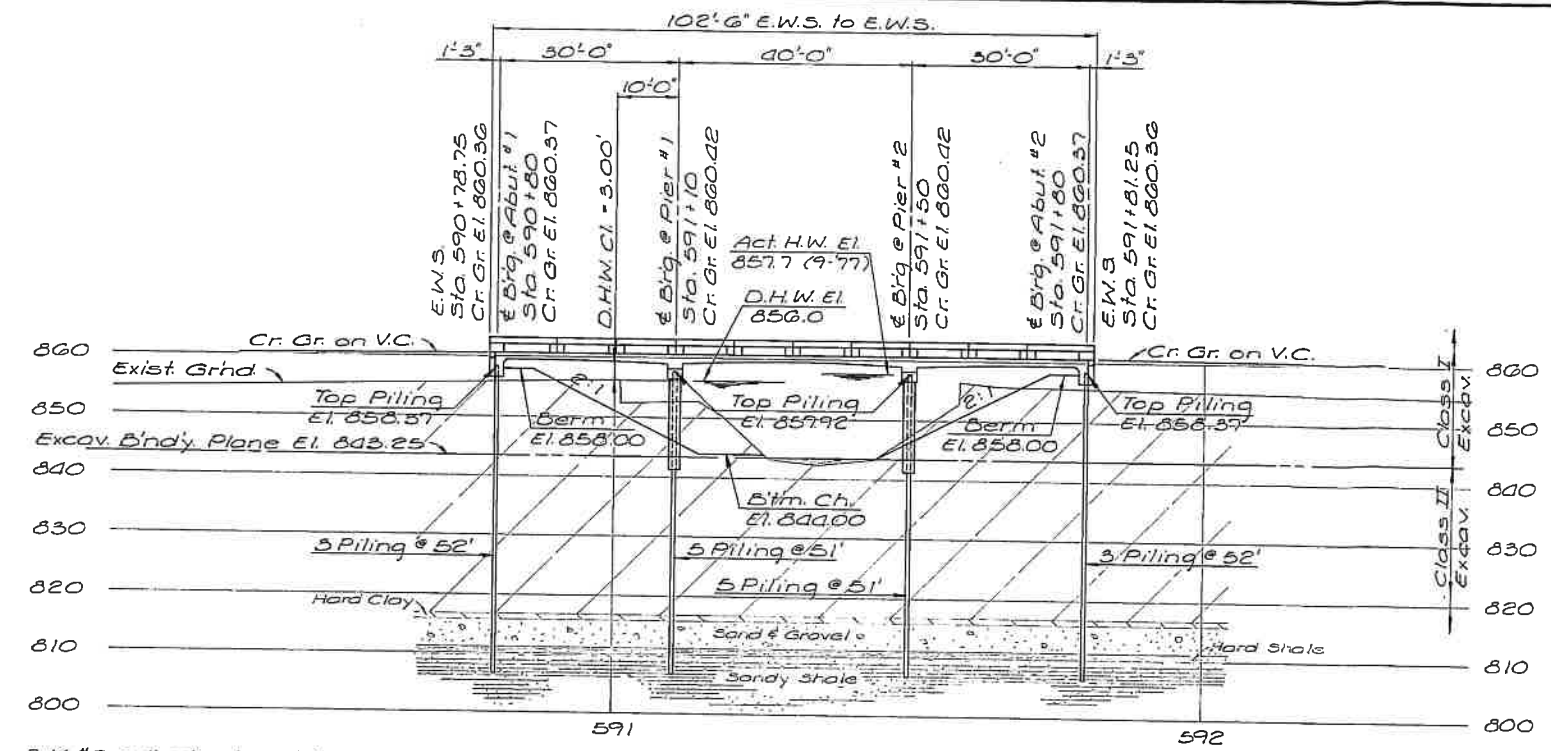 102'-6" E.W.S. to E.W.S.
1'-3"
30'-0"
40'-0"
30'-0"
1'-3"
10'-0"
E.W.S.
Sta. 590+78.75
Cr. Gr. El. 860.36
℄ Br'g. @ Abut. #1
Sta. 590+80
Cr. Gr. El. 860.37
D.H.W. Cl. = 3.00'
℄ Br'g. @ Pier #1
Sta. 591+10
Cr. Gr. El. 860.42
Act. H.W. El.
857.7 (9-77)
D.H.W. El.
856.0
℄ Br'g. @ Pier #2
Sta. 591+50
Cr. Gr. El. 860.42
℄ Br'g. @ Abut. #2
Sta. 591+80
Cr. Gr. El. 860.37
E.W.S.
Sta. 591+81.25
Cr. Gr. El. 860.36
Cr. Gr. on V.C.
Cr. Gr. on V.C.
860
860
Exist. Gr'nd.
2:1
2:1
Top Piling
El. 858.37
Berm
El. 858.00
Top Piling
El. 857.92
Berm
El. 858.00
Top Piling
El. 858.37
850
850
Class I
Excav.
Excav. B'nd'y. Plane El. 843.25
840
840
B'tm. Ch.
El. 844.00
Class II
Excav.
830
830
3 Piling @ 52'
5 Piling @ 51'
5 Piling @ 51'
3 Piling @ 52'
820
820
Hard Clay
Sand & Gravel
Hard Shale
810
810
Sandy Shale
800
800
591
592